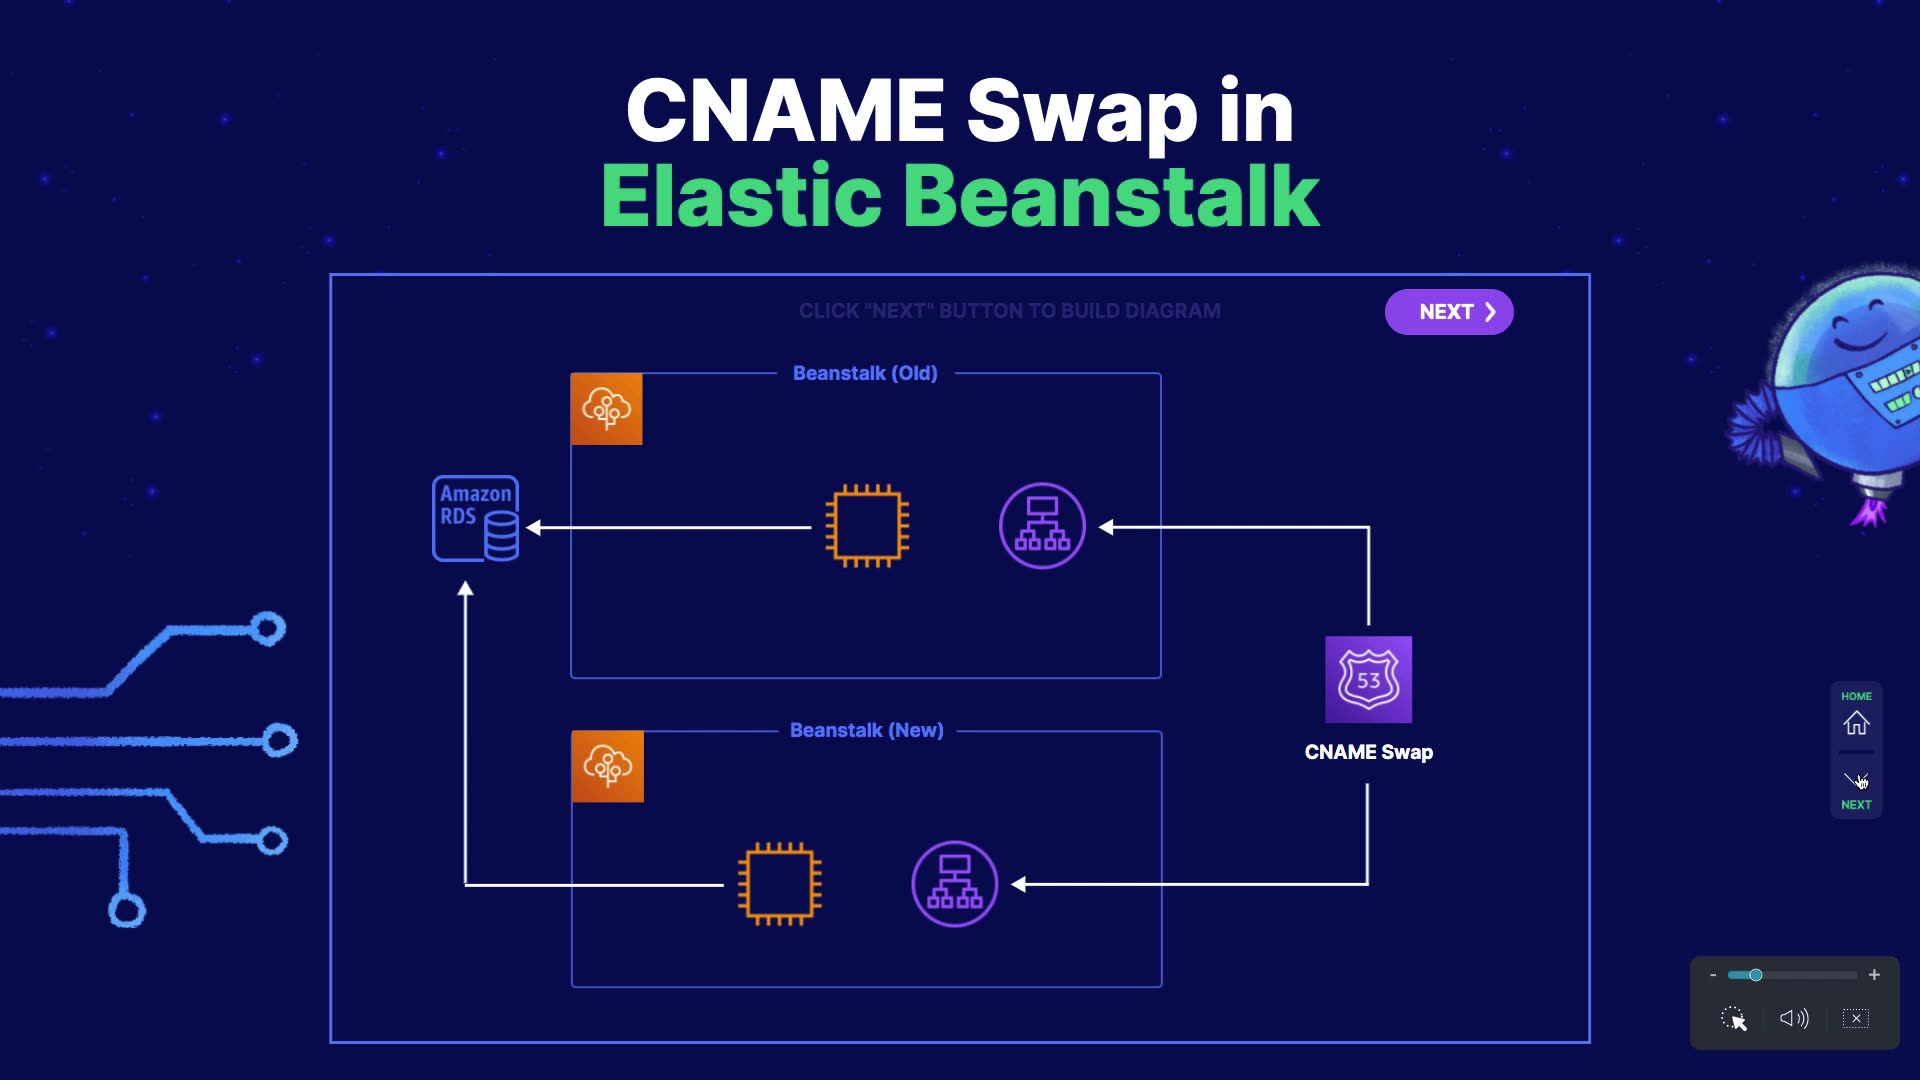 CNAME Swap in
Elastic Beanstalk
CLICK "NEXT" BUTTON TO BUILD DIAGRAM
NEXT
Beanstalk (Old)
Amazon
RDS
53
CNAME Swap
Beanstalk (New)
HOME
NEXT
- +